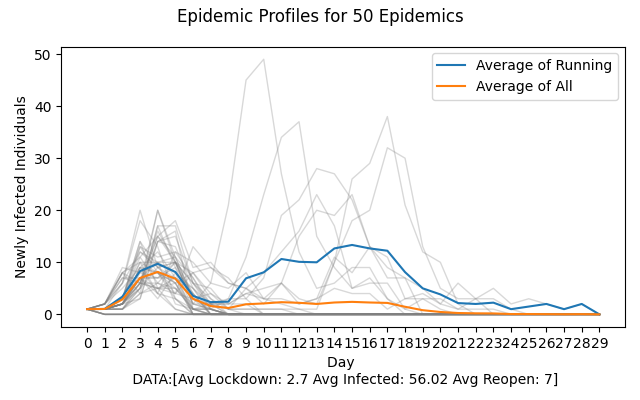 Epidemic Profiles for 50 Epidemics
50
40
30
20
10
0
Newly Infected Individuals
Average of Running
Average of All
0 1 2 3 4 5 6 7 8 9 10 11 12 13 14 15 16 17 18 19 20 21 22 23 24 25 26 27 28 29
Day
DATA:[Avg Lockdown: 2.7 Avg Infected: 56.02 Avg Reopen: 7]